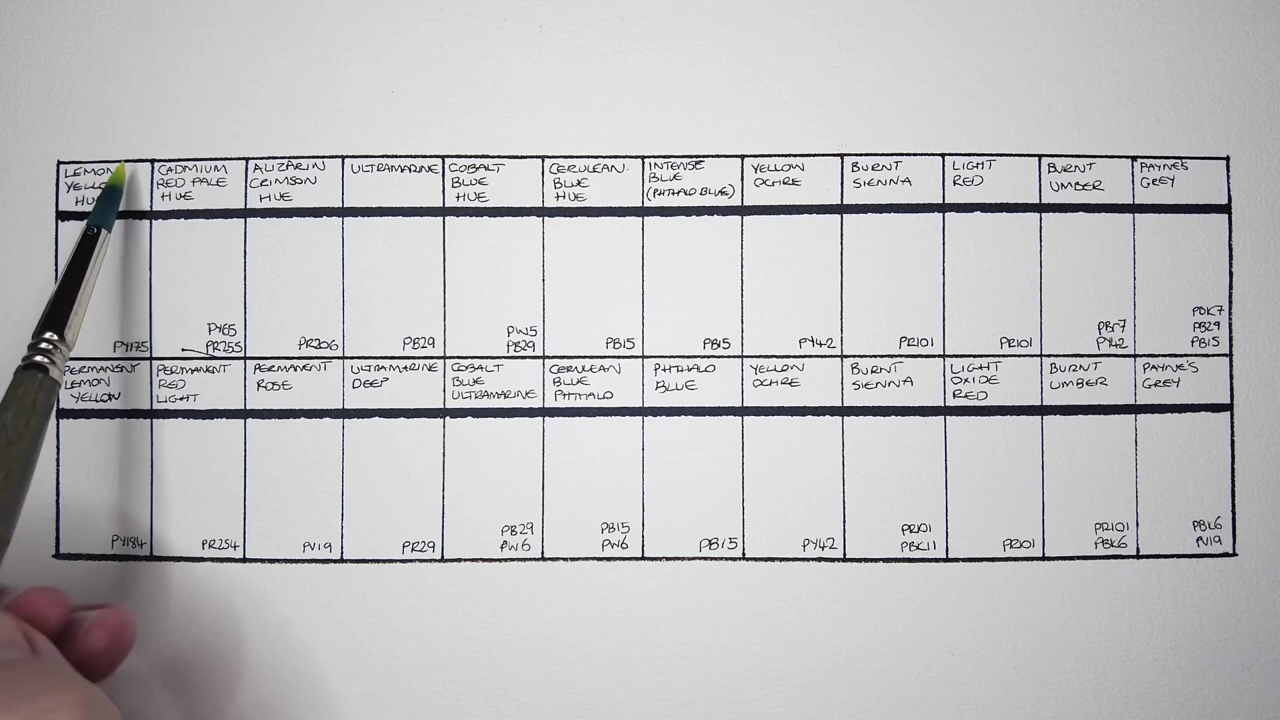 LEMON
YELLOW
HUE
CADMIUM
RED PALE
HUE
ALIZARIN
CRIMSON
HUE
ULTRAMARINE
COBALT
BLUE
HUE
CERULEAN
BLUE
HUE
INTENSE
BLUE
(PHTHALO BLUE)
YELLOW
OCHRE
BURNT
SIENNA
LIGHT
RED
BURNT
UMBER
PAYNE'S
GREY
PY175
PY65
PR255
PR206
PB29
PW5
PB29
PB15
PB15
PY42
PR101
PR101
PBr7
PY42
PBK7
PB29
PB15
PERMANENT
LEMON
YELLOW
PERMANENT
RED
LIGHT
PERMANENT
ROSE
ULTRAMARINE
DEEP
COBALT
BLUE
ULTRAMARINE
CERULEAN
BLUE
PHTHALO
PHTHALO
BLUE
YELLOW
OCHRE
BURNT
SIENNA
LIGHT
OXIDE
RED
BURNT
UMBER
PAYNE'S
GREY
PY184
PR254
PV19
PR29
PB29
PW6
PB15
PW6
PB15
PY42
PR101
PBK11
PR101
PR101
PBK6
PBK6
PV19